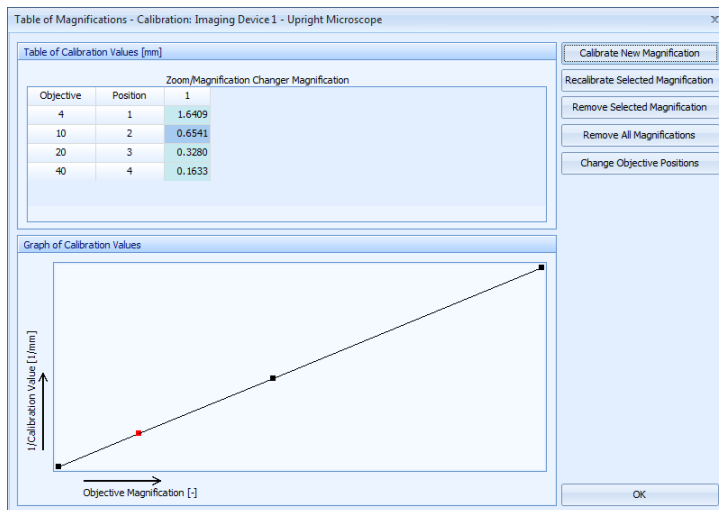 Table of Magnifications - Calibration: Imaging Device 1 - Upright Microscope
Table of Calibration Values [mm]
Zoom/Magnification Changer Magnification
Objective Position 1
4 1 1.6409
10 2 0.6541
20 3 0.3280
40 4 0.1633
Calibrate New Magnification
Recalibrate Selected Magnification
Remove Selected Magnification
Remove All Magnifications
Change Objective Positions
Graph of Calibration Values
1/Calibration Value [1/mm]
Objective Magnification [-]
OK